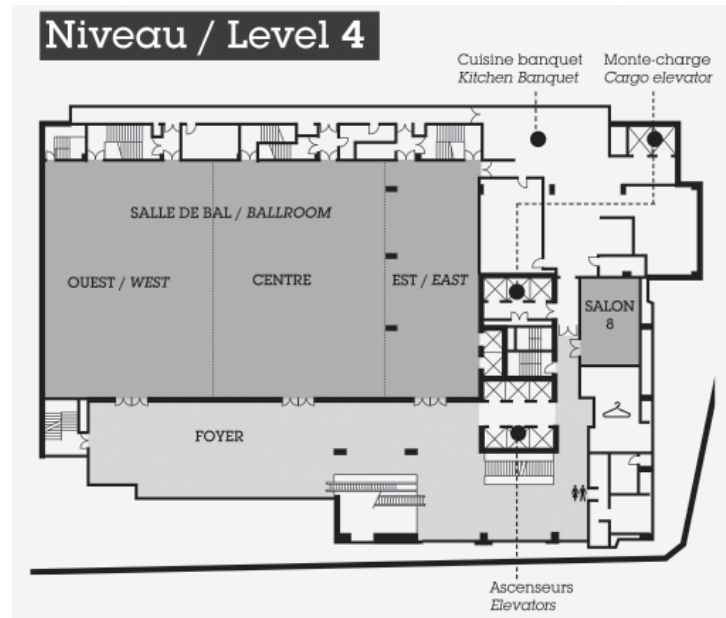 Niveau / Level 4
Cuisine banquet
Kitchen Banquet
Monte-charge
Cargo elevator
SALLE DE BAL / BALLROOM
OUEST / WEST
CENTRE
EST / EAST
SALON
8
FOYER
Ascenseurs
Elevators